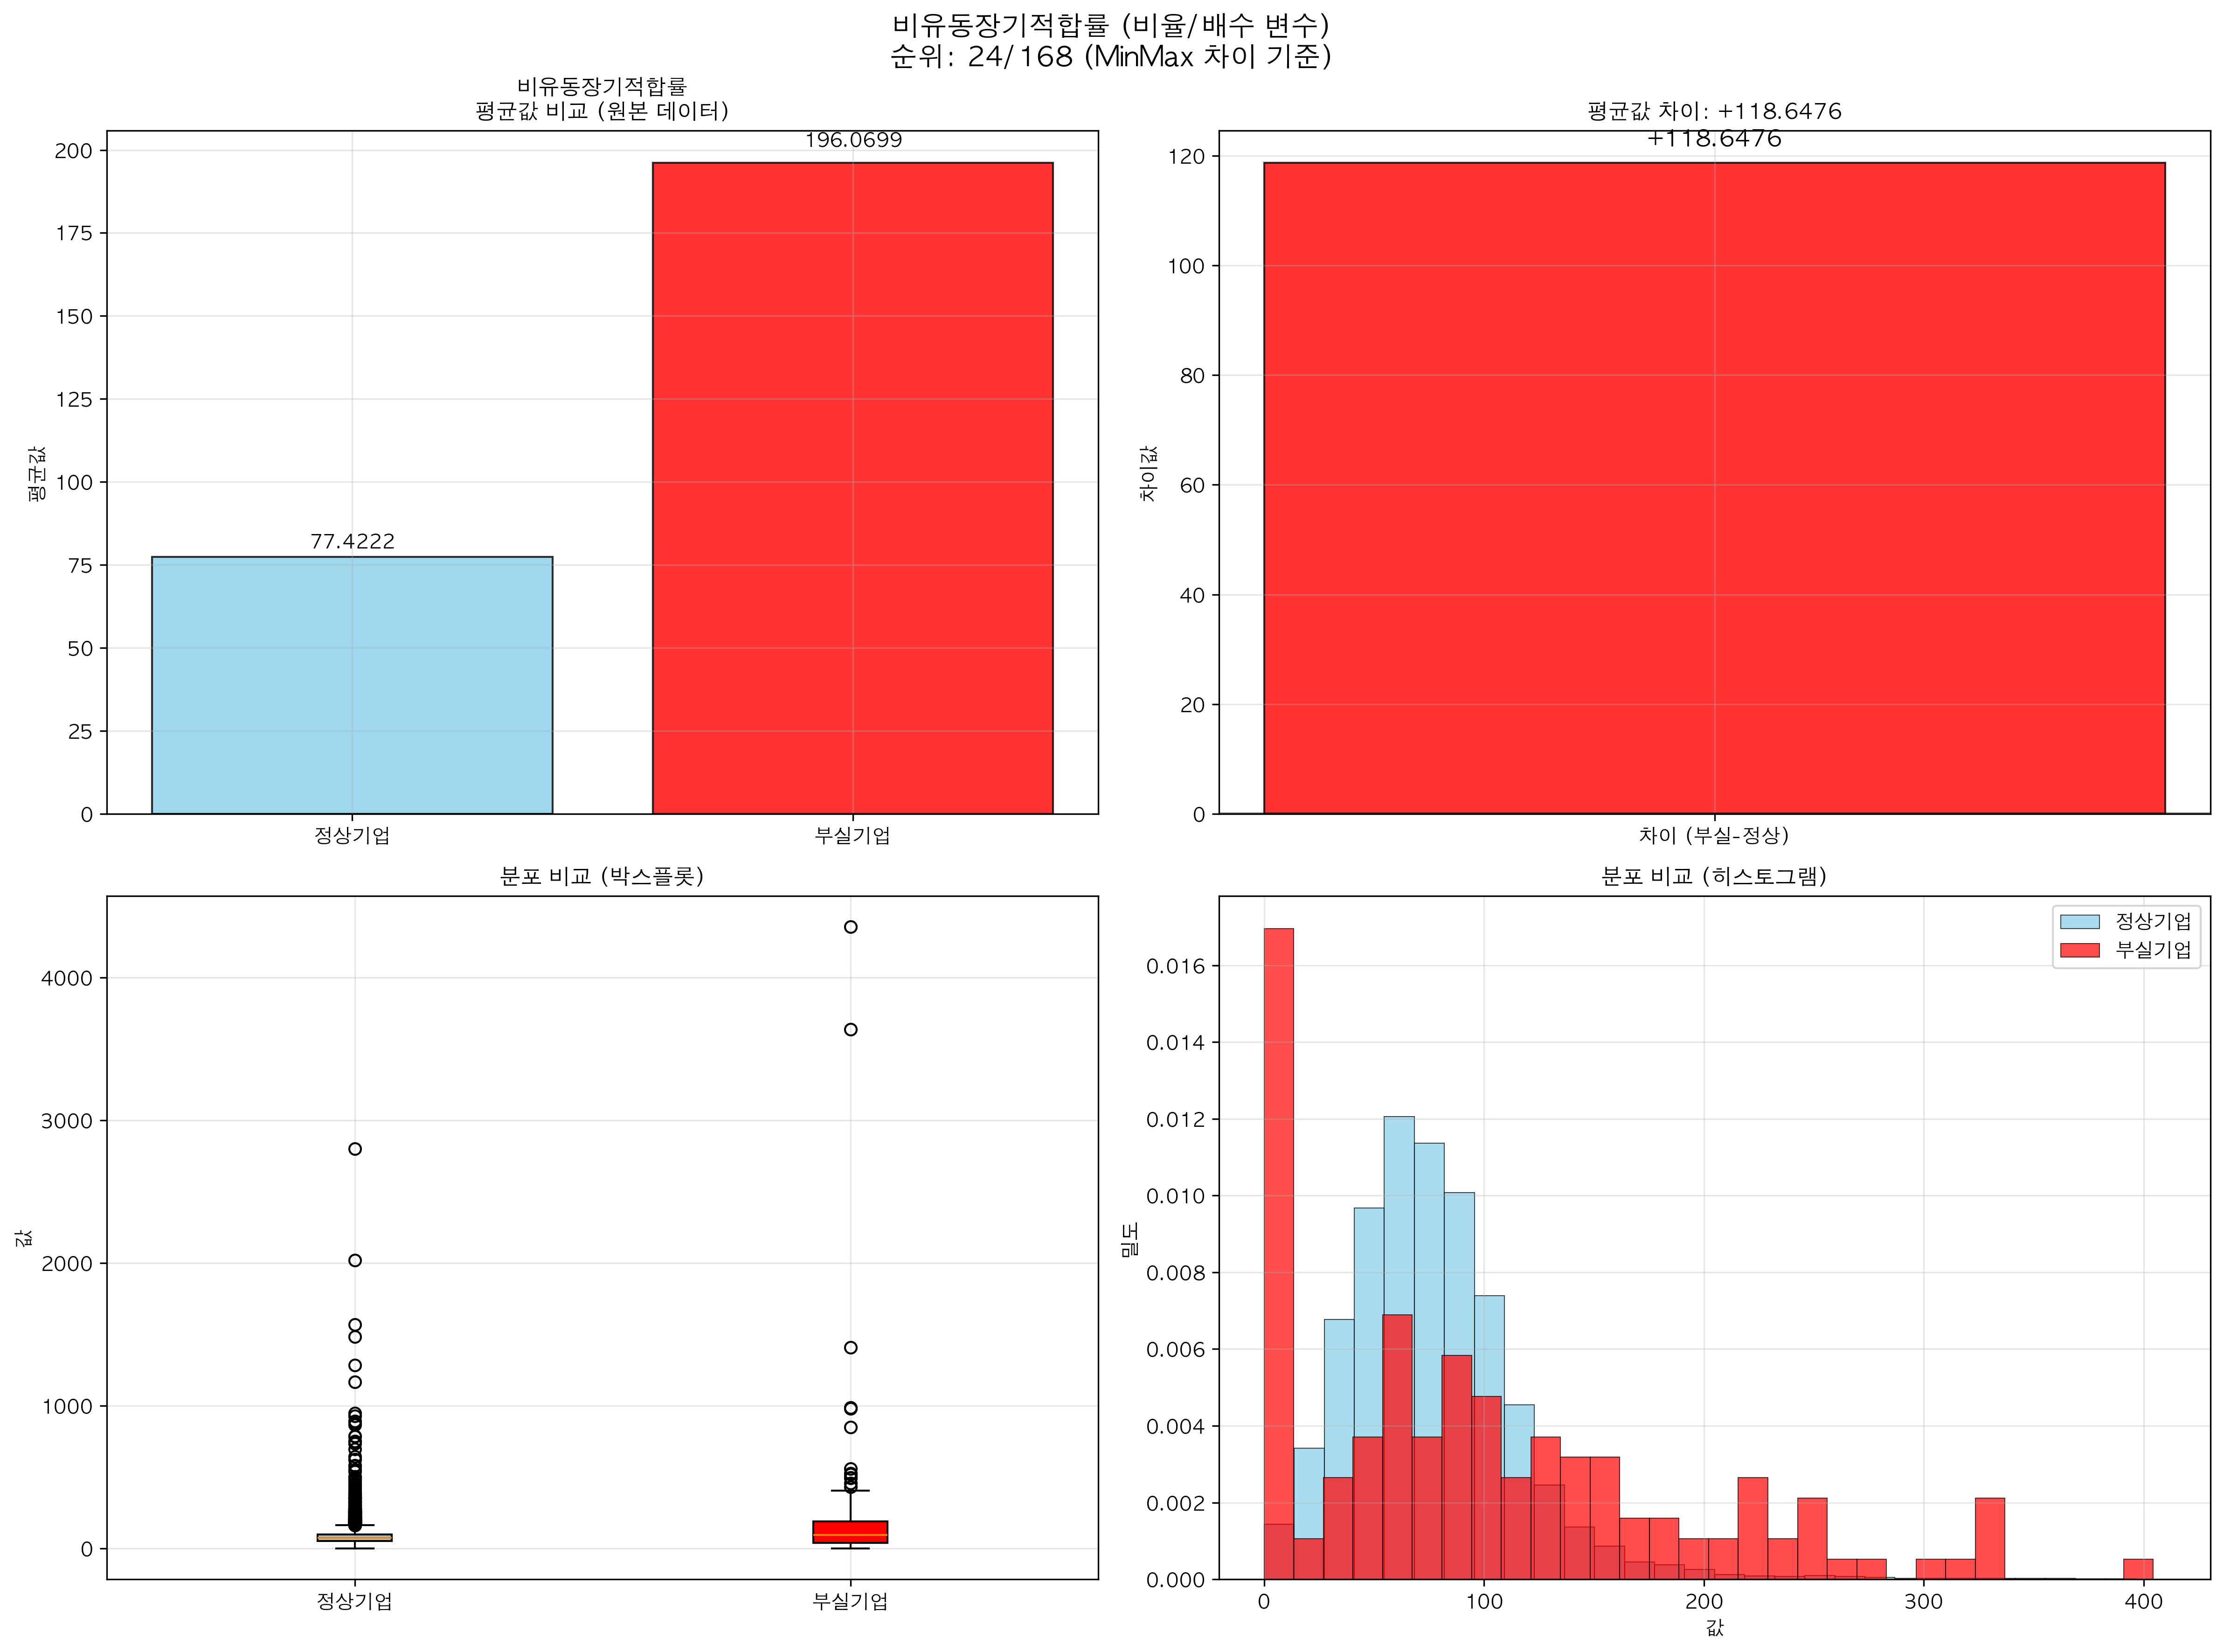 비유동장기적합률 (비율/배수 변수)
순위: 24/168 (MinMax 차이 기준)
비유동장기적합률
평균값 비교 (원본 데이터)
196.0699
77.4222
평균값
200
175
150
125
100
75
50
25
0
정상기업
부실기업
평균값 차이: +118.6476
+118.6476
차이값
120
100
80
60
40
20
0
차이 (부실-정상)
분포 비교 (박스플롯)
값
4000
3000
2000
1000
0
정상기업
부실기업
분포 비교 (히스토그램)
정상기업
부실기업
밀도
0.016
0.014
0.012
0.010
0.008
0.006
0.004
0.002
0.000
0
100
200
300
400
값